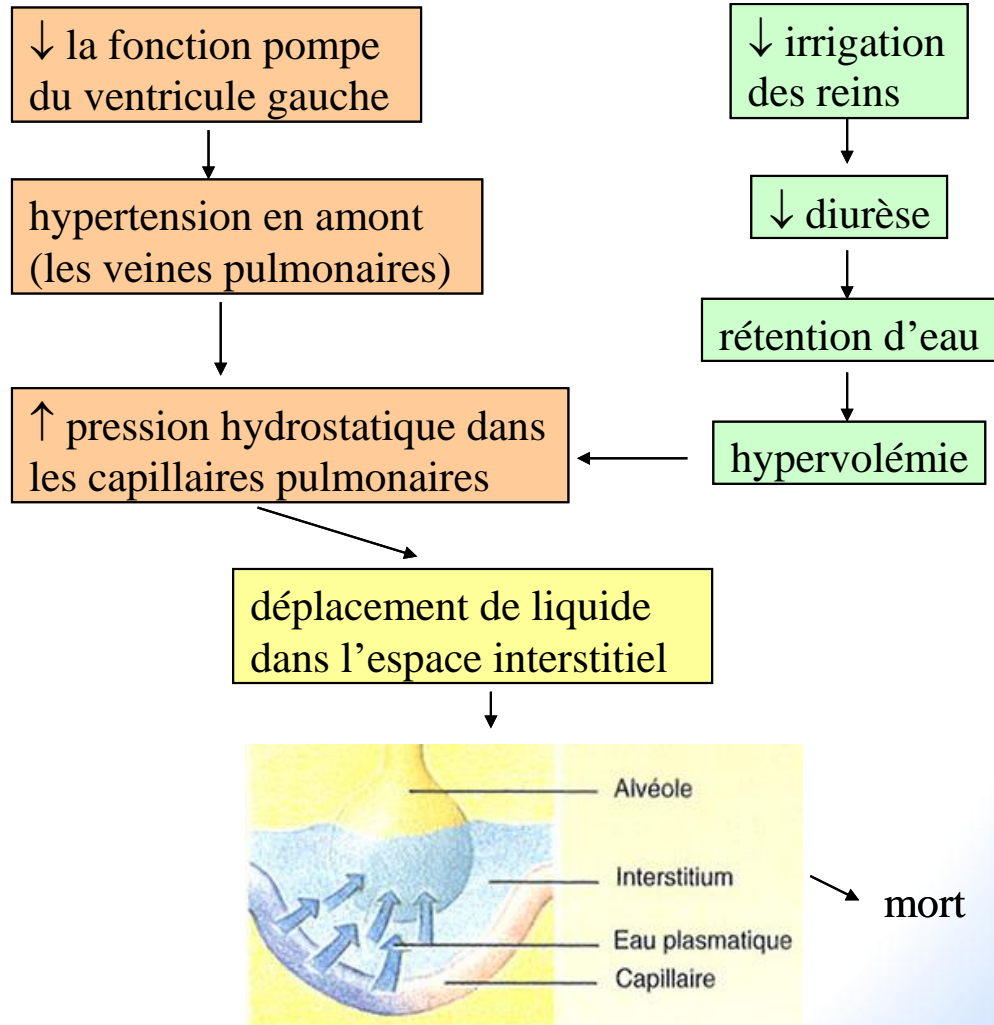 ↓ la fonction pompe
du ventricule gauche
hypertension en amont
(les veines pulmonaires)
↑ pression hydrostatique dans
les capillaires pulmonaires
↓ irrigation
des reins
↓ diurèse
rétention d’eau
hypervolémie
déplacement de liquide
dans l’espace interstitiel
Alvéole
Interstitium
Eau plasmatique
Capillaire
mort